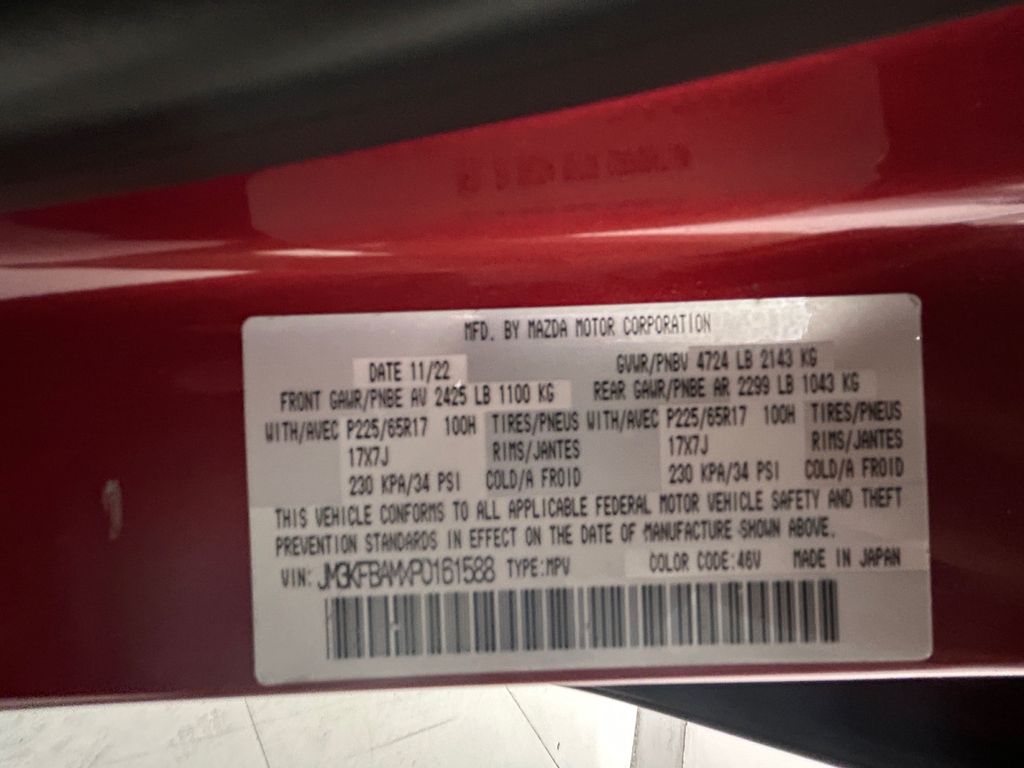 MFD. BY MAZDA MOTOR CORPORATION
DATE 11/22 GVWR/PNBV 4724 LB 2143 KG
FRONT GAWR/PNBE AV 2425 LB 1100 KG REAR GAWR/PNBE AR 2299 LB 1043 KG
WITH/AVEC P225/65R17 100H TIRES/PNEUS WITH/AVEC P225/65R17 100H TIRES/PNEUS
17X7J RIMS/JANTES 17X7J RIMS/JANTES
230 KPA/34 PSI COLD/A FROID 230 KPA/34 PSI COLD/A FROID
THIS VEHICLE CONFORMS TO ALL APPLICABLE FEDERAL MOTOR VEHICLE SAFETY AND THEFT
PREVENTION STANDARDS IN EFFECT ON THE DATE OF MANUFACTURE SHOWN ABOVE.
VIN: JM3KFBAMXP0161588 TYPE:MPV COLOR CODE:46V MADE IN JAPAN